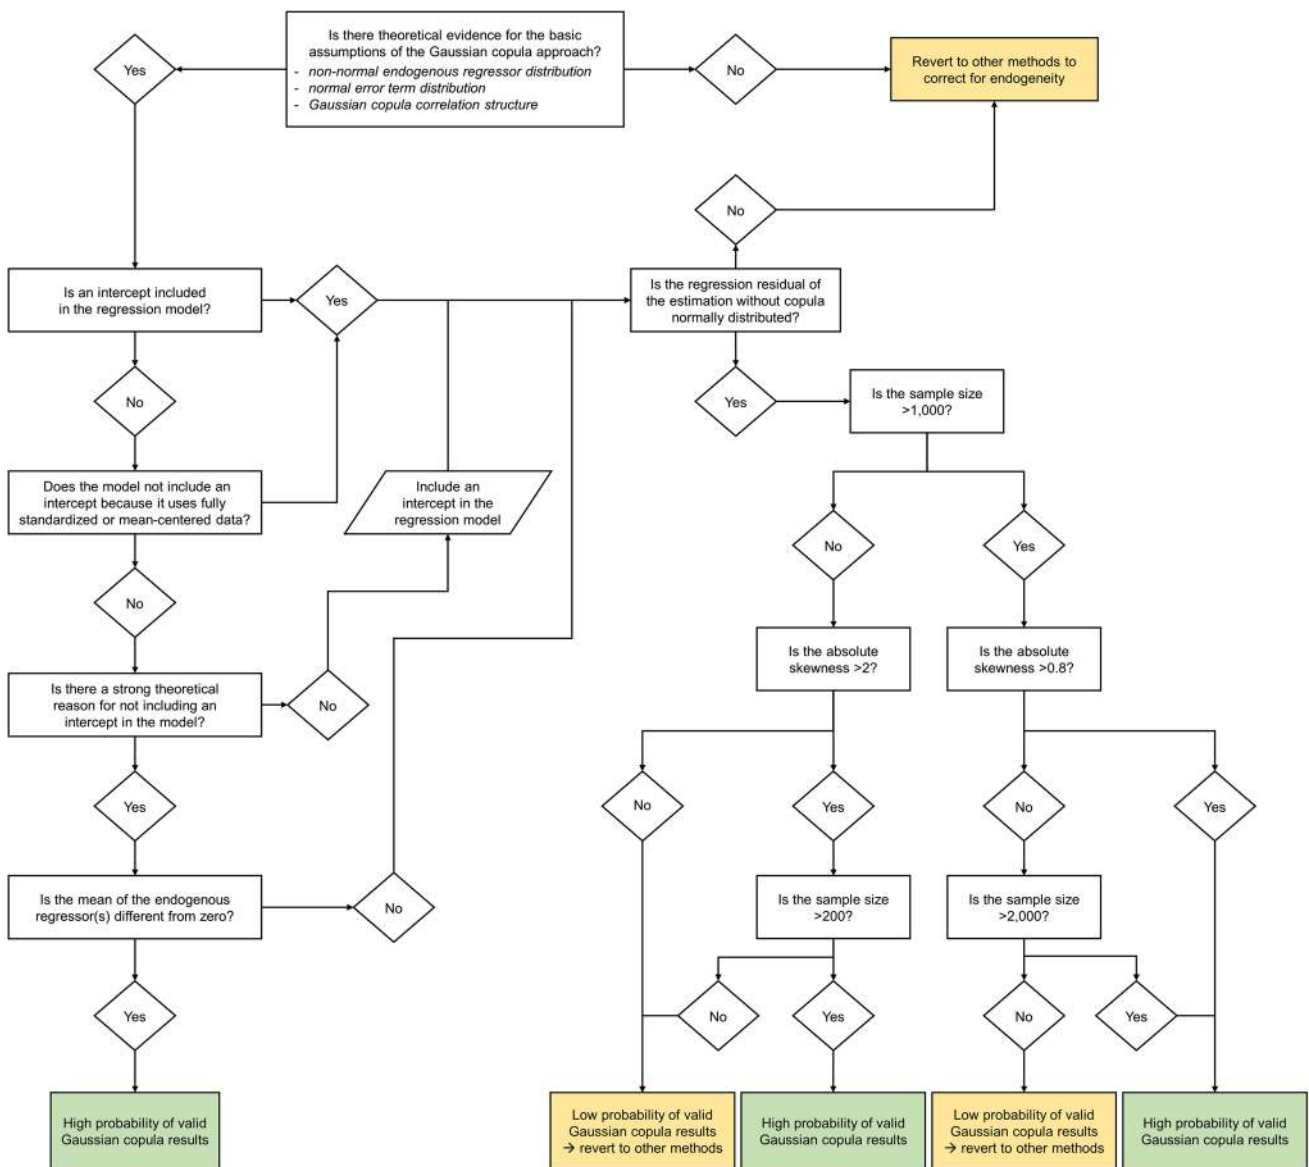 Is there theoretical evidence for the basic
assumptions of the Gaussian copula approach?
- non-normal endogenous regressor distribution
- normal error term distribution
- Gaussian copula correlation structure
Yes
No
Revert to other methods to
correct for endogeneity
No
Is an intercept included
in the regression model?
Yes
Is the regression residual of
the estimation without copula
normally distributed?
No
Yes
Is the sample size
>1,000?
Does the model not include an
intercept because it uses fully
standardized or mean-centered data?
Include an
intercept in the
regression model
No
Yes
No
Is the absolute
skewness >2?
Is the absolute
skewness >0.8?
Is there a strong theoretical
reason for not including an
intercept in the model?
No
Yes
No
Yes
No
Yes
Is the mean of the endogenous
regressor(s) different from zero?
No
Is the sample size
>200?
Is the sample size
>2,000?
Yes
No
Yes
No
Yes
High probability of valid
Gaussian copula results
Low probability of valid
Gaussian copula results
→ revert to other methods
High probability of valid
Gaussian copula results
Low probability of valid
Gaussian copula results
→ revert to other methods
High probability of valid
Gaussian copula results